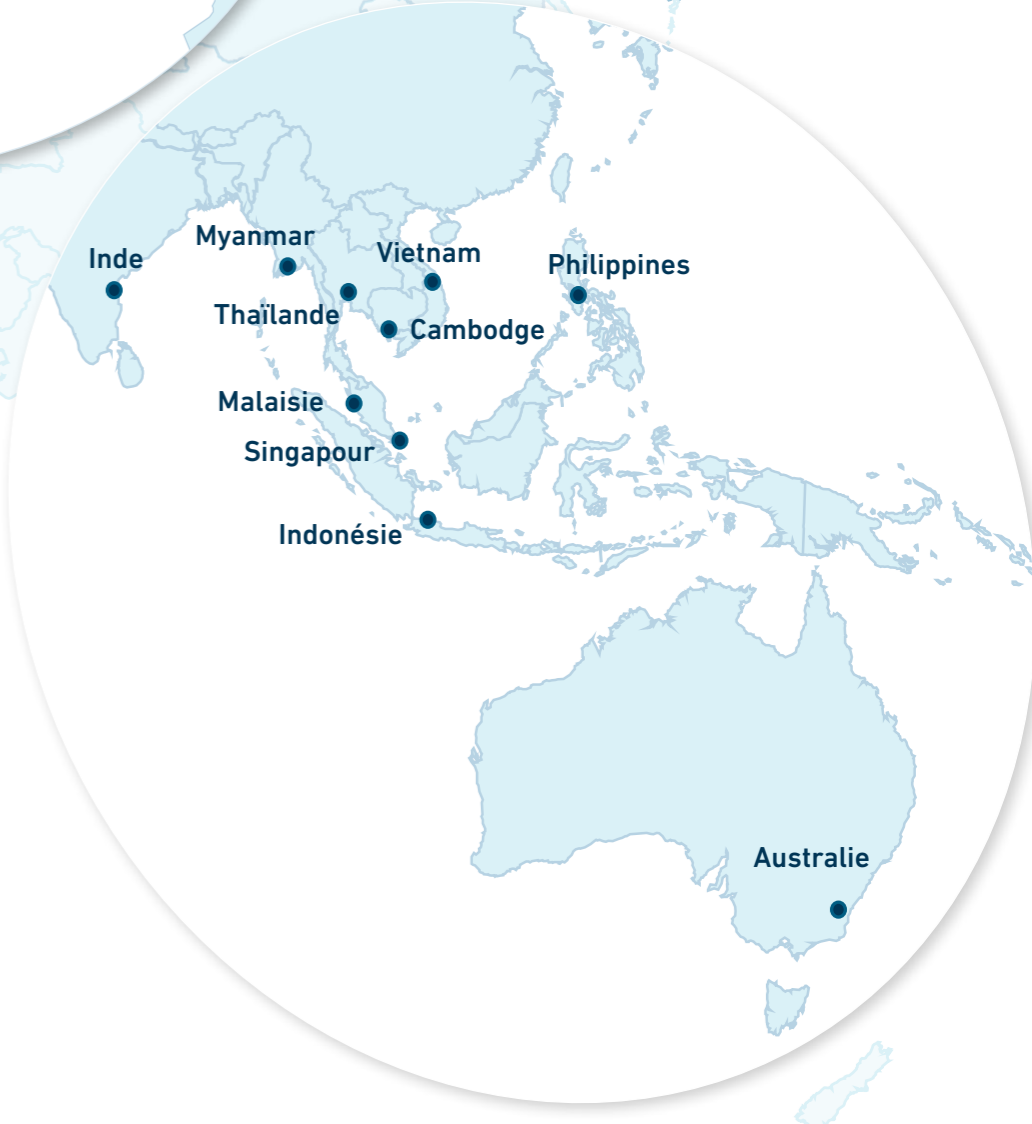 Myanmar
Inde
Vietnam
Philippines
Thaïlande
Cambodge
Malaisie
Singapour
Indonésie
Australie